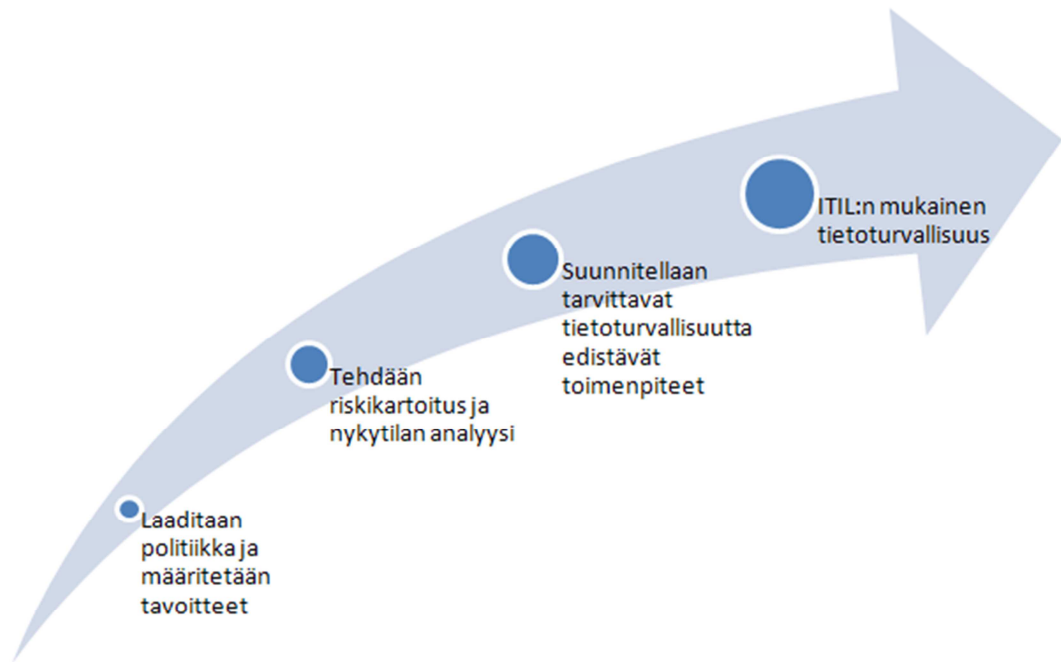 Laaditaan
politiikka ja
määritetään
tavoitteet
Tehdään
riskikartoitus ja
nykytilan analyysi
Suunnitellaan
tarvittavat
tietoturvallisuutta
edistävät
toimenpiteet
ITIL:n mukainen
tietoturvallisuus